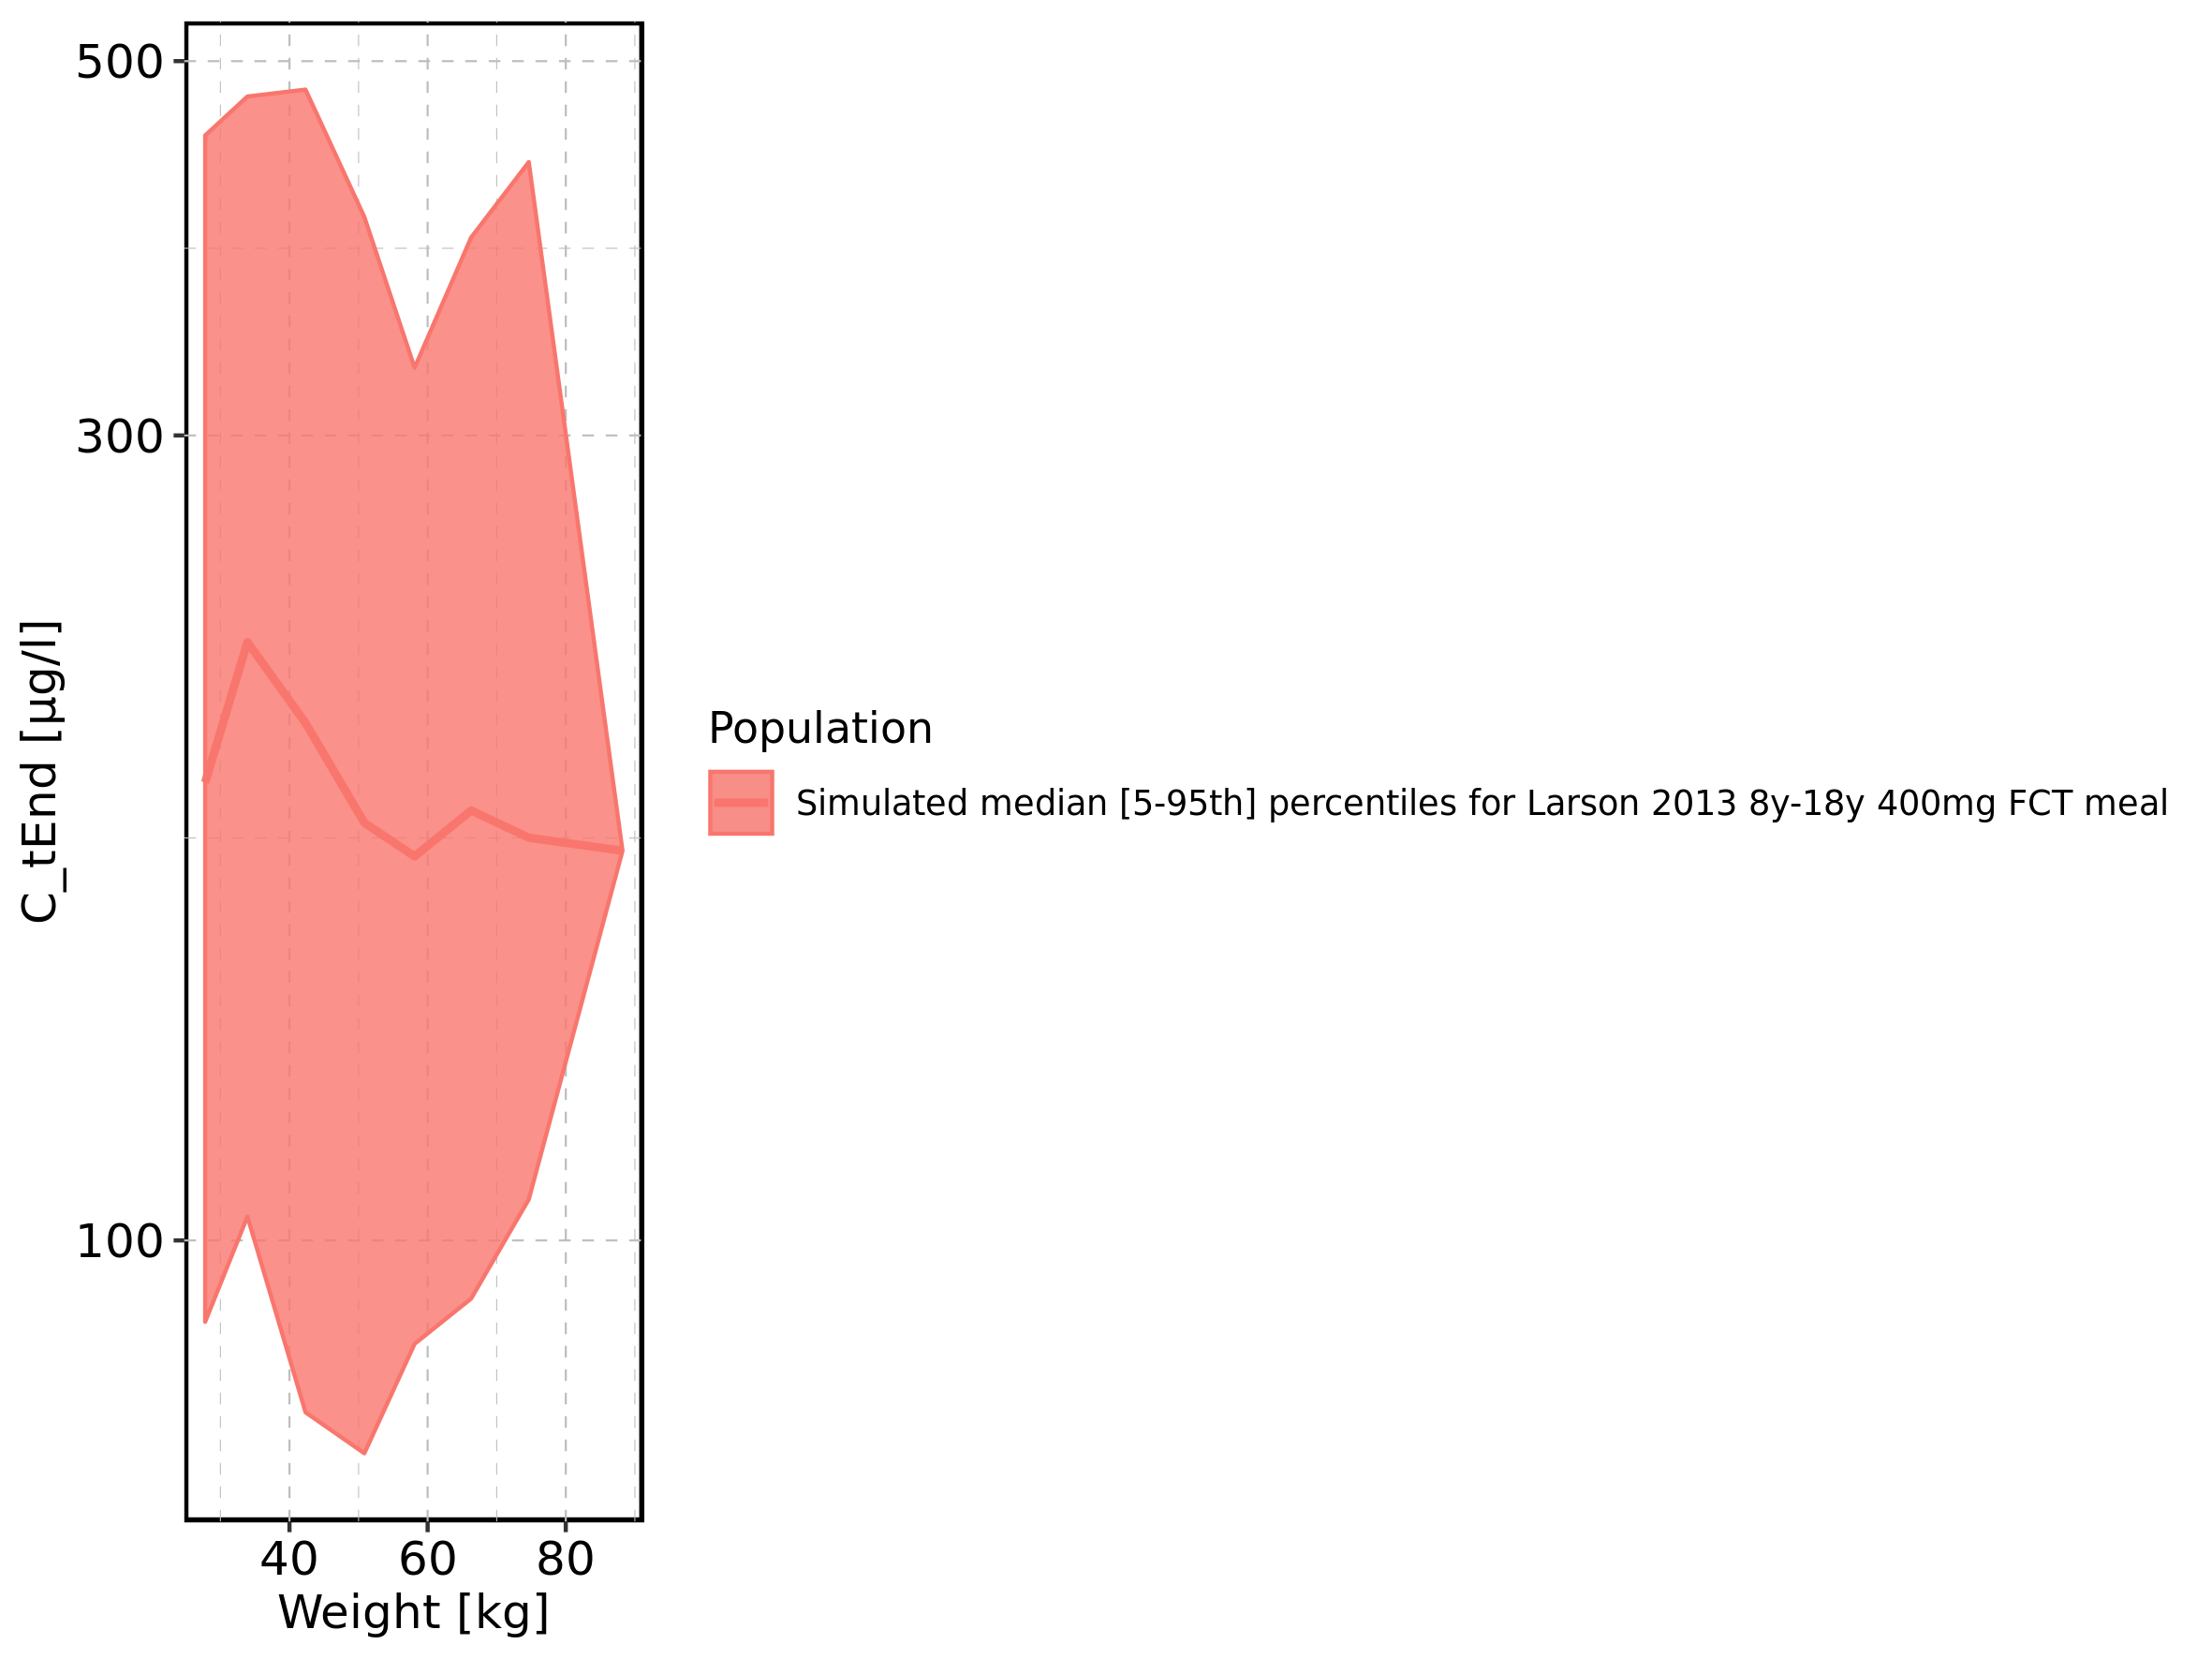 500
300
100
C_tEnd [µg/l]
40 60 80
Weight [kg]
Population
Simulated median [5-95th] percentiles for Larson 2013 8y-18y 400mg FCT meal